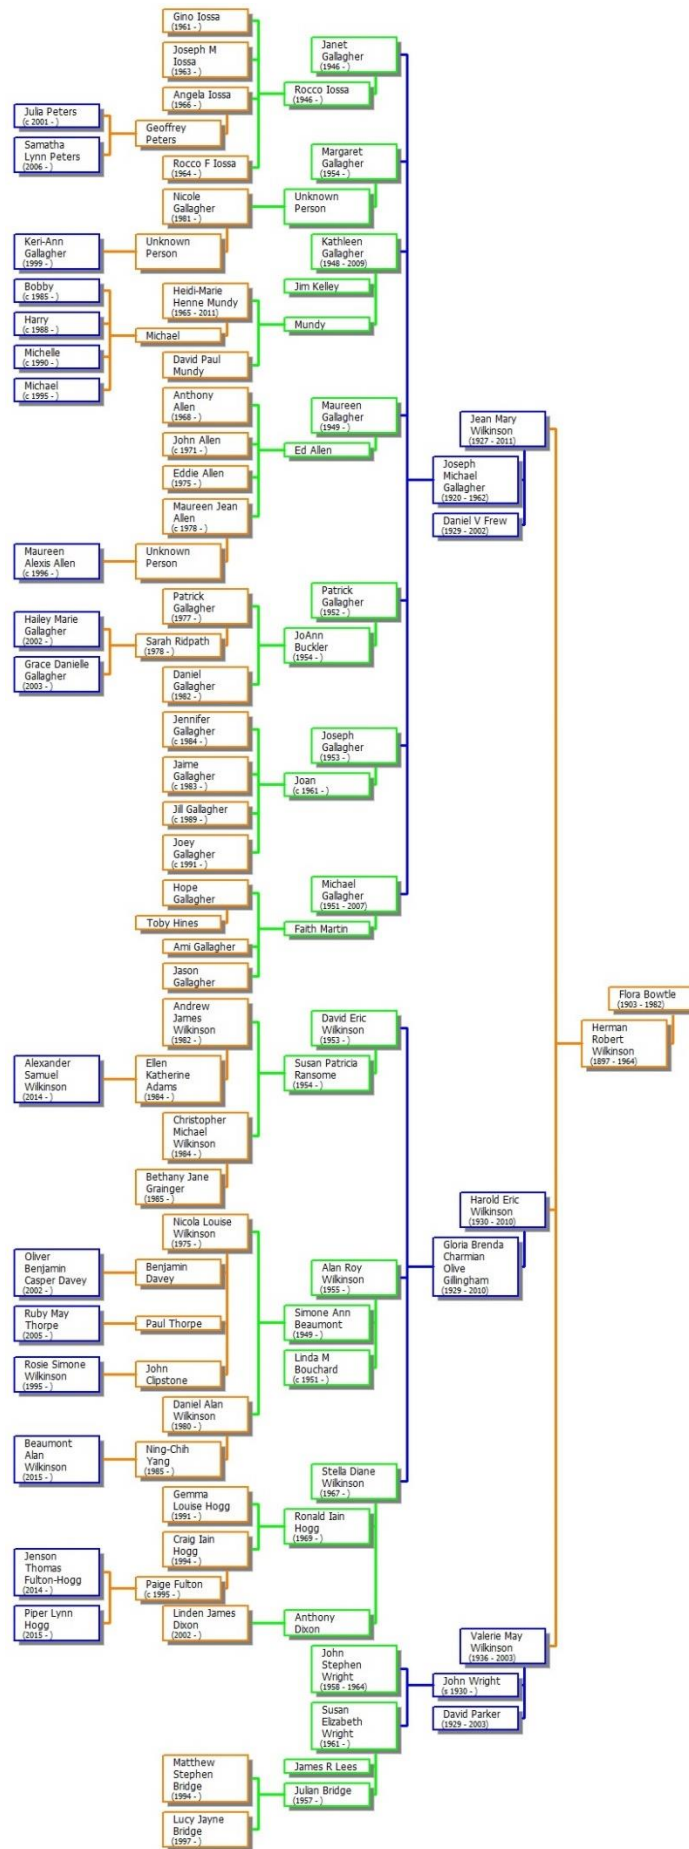 Gino Iossa
(1961 - )
Joseph M
Iossa
(1963 - )
Angela Iossa
(1966 - )
Geoffrey
Peters
Julia Peters
(c 2001 - )
Samatha
Lynn Peters
(2006 - )
Rocco F Iossa
(1964 - )
Rocco Iossa
(1946 - )
Janet
Gallagher
(1946 - )
Nicole
Gallagher
(1981 - )
Unknown
Person
Keri-Ann
Gallagher
(1999 - )
Unknown
Person
Margaret
Gallagher
(1954 - )
Bobby
(c 1985 - )
Harry
(c 1988 - )
Michelle
(c 1990 - )
Michael
(c 1995 - )
Michael
Heidi-Marie
Henne Mundy
(1965 - 2011)
David Paul
Mundy
Kathleen
Gallagher
(1948 - 2009)
Jim Kelley
Mundy
Anthony
Allen
(1968 - )
John Allen
(c 1971 - )
Eddie Allen
(1975 - )
Maureen Jean
Allen
(c 1978 - )
Unknown
Person
Maureen
Alexis Allen
(c 1996 - )
Ed Allen
Maureen
Gallagher
(1949 - )
Patrick
Gallagher
(1977 - )
Sarah Ridpath
(1978 - )
Hailey Marie
Gallagher
(2002 - )
Grace Danielle
Gallagher
(2003 - )
Daniel
Gallagher
(1982 - )
JoAnn
Buckler
(1954 - )
Patrick
Gallagher
(1952 - )
Jennifer
Gallagher
(c 1984 - )
Jaime
Gallagher
(c 1983 - )
Jill Gallagher
(c 1989 - )
Joey
Gallagher
(c 1991 - )
Joan
(c 1961 - )
Joseph
Gallagher
(1953 - )
Hope
Gallagher
Toby Hines
Ami Gallagher
Jason
Gallagher
Faith Martin
Michael
Gallagher
(1951 - 2007)
Jean Mary
Wilkinson
(1927 - 2011)
Joseph
Michael
Gallagher
(1920 - 1962)
Daniel V Frew
(1929 - 2002)
Andrew
James
Wilkinson
(1982 - )
Ellen
Katherine
Adams
(1984 - )
Alexander
Samuel
Wilkinson
(2014 - )
Christopher
Michael
Wilkinson
(1984 - )
Bethany Jane
Grainger
(1985 - )
David Eric
Wilkinson
(1953 - )
Susan Patricia
Ransome
(1954 - )
Flora Bowtle
(1903 - 1982)
Herman
Robert
Wilkinson
(1897 - 1964)
Nicola Louise
Wilkinson
(1975 - )
Benjamin
Davey
Oliver
Benjamin
Casper Davey
(2002 - )
Paul Thorpe
Ruby May
Thorpe
(2005 - )
John
Clipstone
Rosie Simone
Wilkinson
(1995 - )
Daniel Alan
Wilkinson
(1980 - )
Ning-Chih
Yang
(1985 - )
Beaumont
Alan
Wilkinson
(2015 - )
Alan Roy
Wilkinson
(1955 - )
Simone Ann
Beaumont
(1949 - )
Linda M
Bouchard
(c 1951 - )
Harold Eric
Wilkinson
(1930 - 2010)
Gloria Brenda
Charmian
Olive
Gillingham
(1929 - 2010)
Gemma
Louise Hogg
(1991 - )
Craig Iain
Hogg
(1994 - )
Paige Fulton
(c 1995 - )
Jenson
Thomas
Fulton-Hogg
(2014 - )
Piper Lynn
Hogg
(2015 - )
Linden James
Dixon
(2002 - )
Stella Diane
Wilkinson
(1967 - )
Ronald Iain
Hogg
(1969 - )
Anthony
Dixon
John
Stephen
Wright
(1958 - 1964)
Susan
Elizabeth
Wright
(1961 - )
James R Lees
Julian Bridge
(1957 - )
Matthew
Stephen
Bridge
(1994 - )
Lucy Jayne
Bridge
(1997 - )
Valerie May
Wilkinson
(1936 - 2003)
John Wright
(s 1930 - )
David Parker
(1929 - 2003)